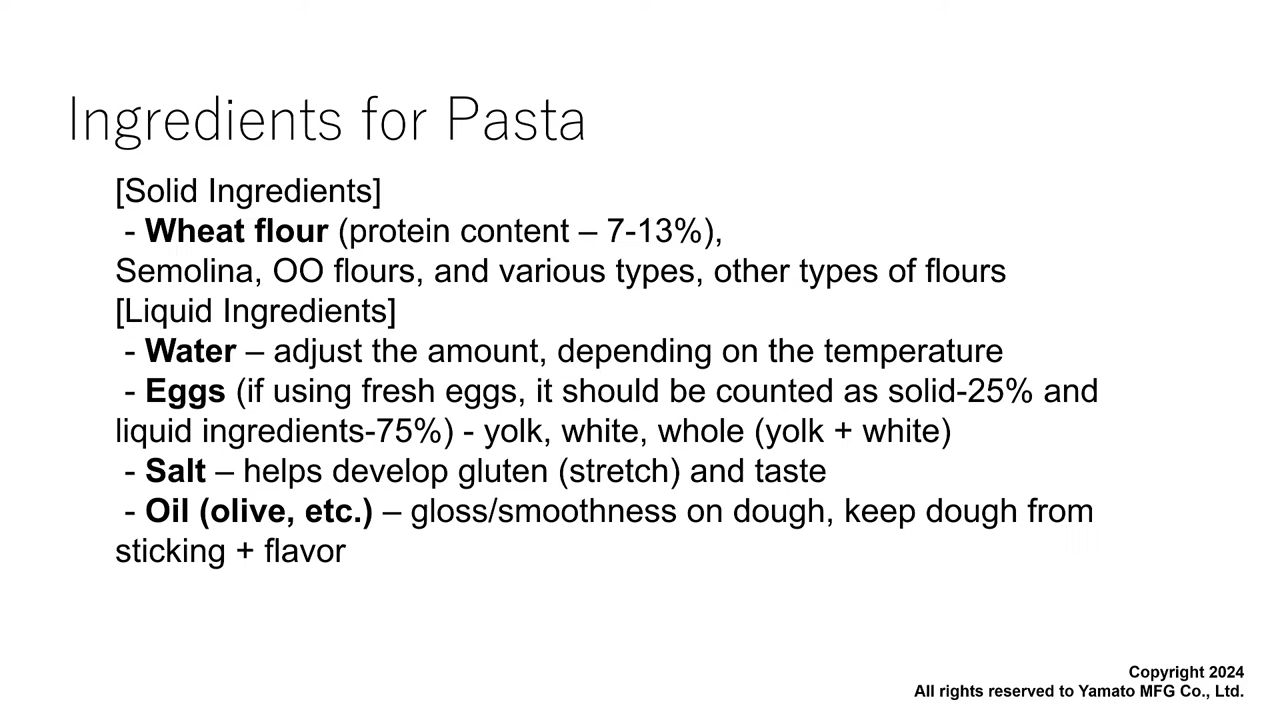 Ingredients for Pasta
[Solid Ingredients]
- Wheat flour (protein content – 7-13%),
Semolina, OO flours, and various types, other types of flours
[Liquid Ingredients]
- Water – adjust the amount, depending on the temperature
- Eggs (if using fresh eggs, it should be counted as solid-25% and
liquid ingredients-75%) - yolk, white, whole (yolk + white)
- Salt – helps develop gluten (stretch) and taste
- Oil (olive, etc.) – gloss/smoothness on dough, keep dough from
sticking + flavor
Copyright 2024
All rights reserved to Yamato MFG Co., Ltd.